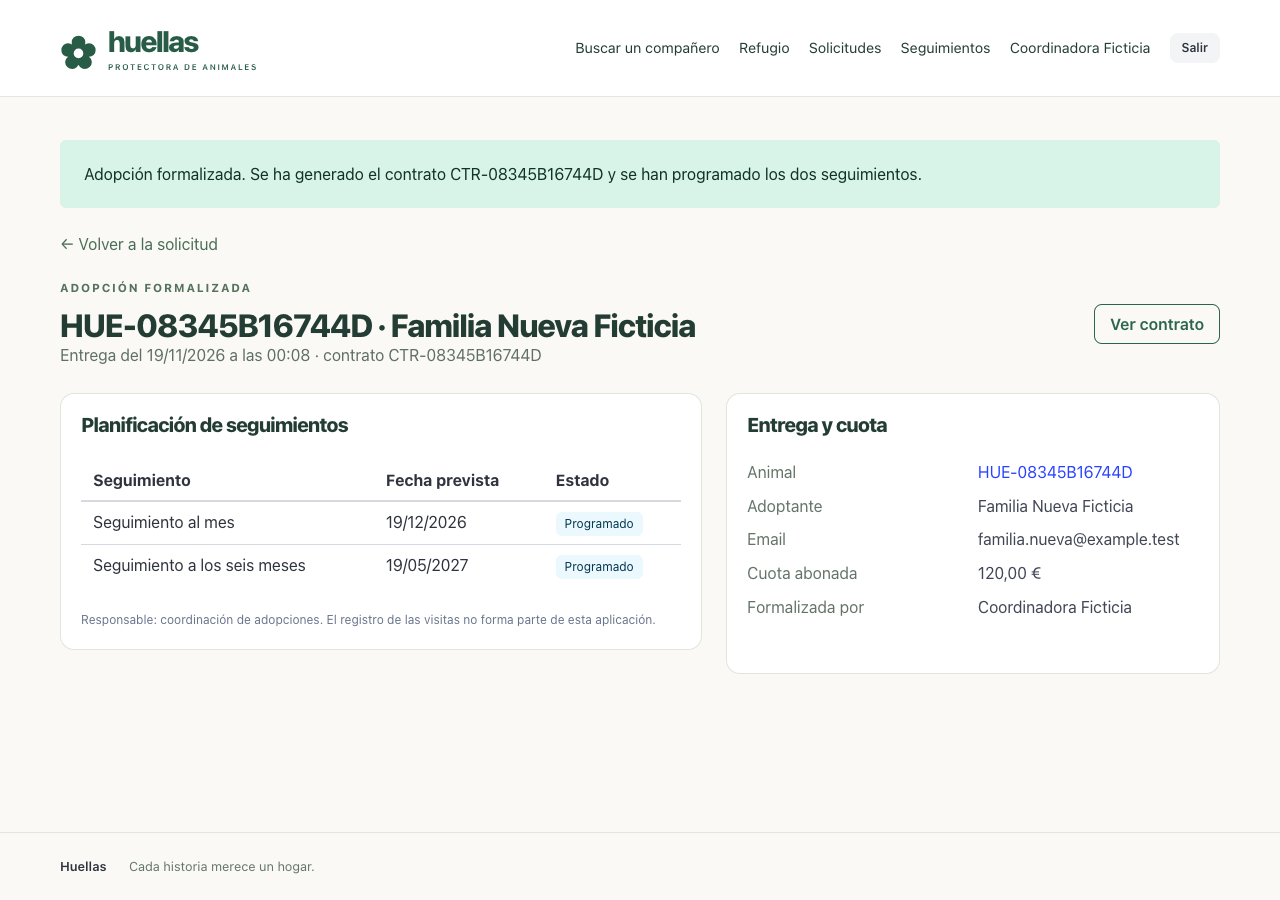 huellas
PROTECTORA DE ANIMALES
Buscar un compañero Refugio Solicitudes Seguimientos Coordinadora Ficticia Salir
Adopción formalizada. Se ha generado el contrato CTR-08345B16744D y se han programado los dos seguimientos.
← Volver a la solicitud
ADOPCIÓN FORMALIZADA
HUE-08345B16744D · Familia Nueva Ficticia
Ver contrato
Entrega del 19/11/2026 a las 00:08 · contrato CTR-08345B16744D
Planificación de seguimientos
Seguimiento Fecha prevista Estado
Seguimiento al mes 19/12/2026 Programado
Seguimiento a los seis meses 19/05/2027 Programado
Responsable: coordinación de adopciones. El registro de las visitas no forma parte de esta aplicación.
Entrega y cuota
Animal HUE-08345B16744D
Adoptante Familia Nueva Ficticia
Email familia.nueva@example.test
Cuota abonada 120,00 €
Formalizada por Coordinadora Ficticia
Huellas Cada historia merece un hogar.